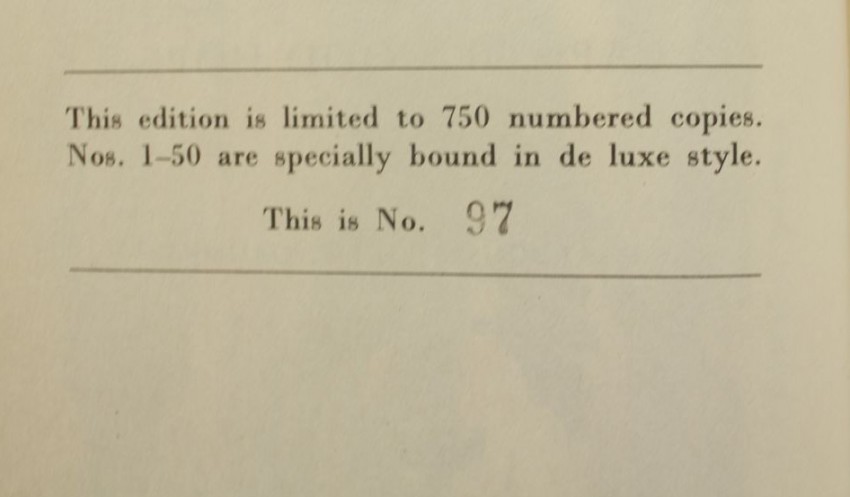 This edition is limited to 750 numbered copies.
Nos. 1–50 are specially bound in de luxe style.
This is No. 97